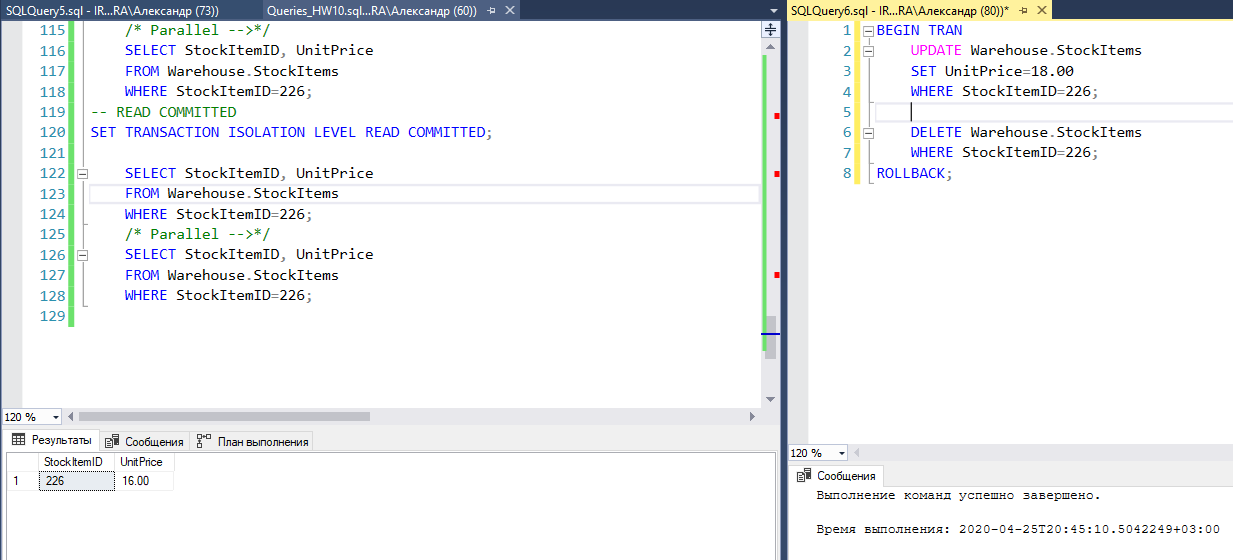 SQLQuery5.sql - IR...RA\Александр (73))
Queries_HW10.sql...RA\Александр (60))
115 /* Parallel -->*/
116 SELECT StockItemID, UnitPrice
117 FROM Warehouse.StockItems
118 WHERE StockItemID=226;
119 -- READ COMMITTED
120 SET TRANSACTION ISOLATION LEVEL READ COMMITTED;
121
122 SELECT StockItemID, UnitPrice
123 FROM Warehouse.StockItems
124 WHERE StockItemID=226;
125 /* Parallel -->*/
126 SELECT StockItemID, UnitPrice
127 FROM Warehouse.StockItems
128 WHERE StockItemID=226;
129
120 %
Результаты Сообщения План выполнения
StockItemID UnitPrice
1 226 16.00
SQLQuery6.sql - IR...RA\Александр (80))*
1 BEGIN TRAN
2 UPDATE Warehouse.StockItems
3 SET UnitPrice=18.00
4 WHERE StockItemID=226;
5
6 DELETE Warehouse.StockItems
7 WHERE StockItemID=226;
8 ROLLBACK;
120 %
Сообщения
Выполнение команд успешно завершено.
Время выполнения: 2020-04-25T20:45:10.5042249+03:00